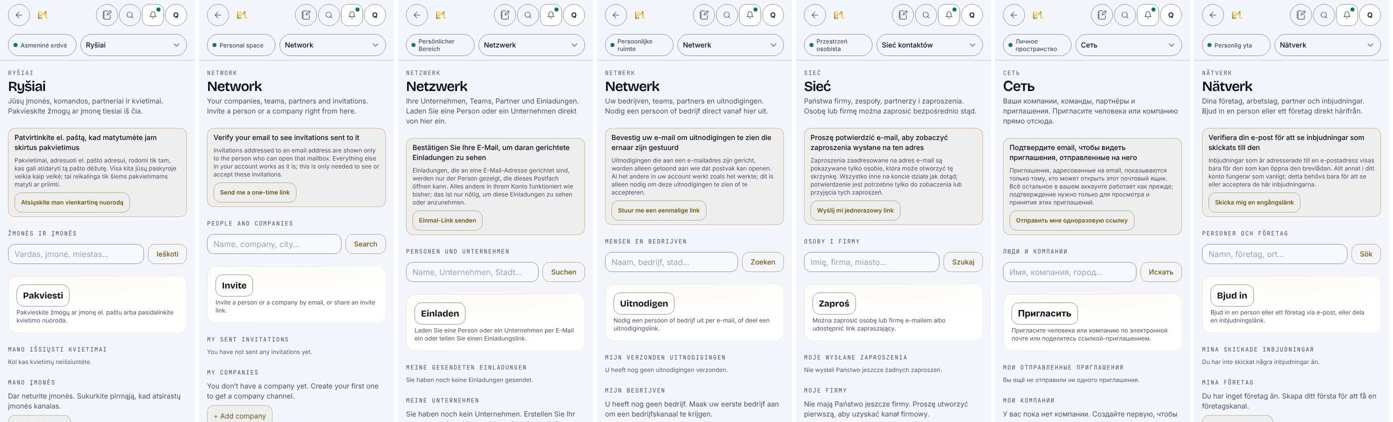 Q
Asmeninė erdvė
Ryšiai
RYŠIAI
Ryšiai
Jūsų įmonės, komandos, partneriai ir kvietimai.
Pakvieskite žmogų ar įmonę tiesiai iš čia.
Patvirtinkite el. paštą, kad matytumėte jam
skirtus pakvietimus
Pakvietimai, adresuoti el. pašto adresui, rodomi tik tam,
kas gali atidaryti tą pašto dėžutę. Visa kita jūsų paskyroje
veikia kaip veikė; tai reikalinga tik šiems pakvietimams
matyti ar priimti.
Atsiųskite man vienkartinę nuorodą
ŽMONĖS IR ĮMONĖS
Vardas, įmonė, miestas...
Ieškoti
Pakviesti
Pakvieskite žmogų ar įmonę el. paštu arba pasidalinkite
kvietimo nuoroda.
MANO IŠSIŲSTI KVIETIMAI
Kol kas kvietimų neišsiuntėte.
MANO ĮMONĖS
Dar neturite įmonės. Sukurkite pirmąją, kad atsirastų
įmonės kanalas.
Q
Personal space
Network
NETWORK
Network
Your companies, teams, partners and invitations.
Invite a person or a company right from here.
Verify your email to see invitations sent to it
Invitations addressed to an email address are shown only
to the person who can open that mailbox. Everything else
in your account works as it is; this is only needed to see or
accept these invitations.
Send me a one-time link
PEOPLE AND COMPANIES
Name, company, city...
Search
Invite
Invite a person or a company by email, or share an invite
link.
MY SENT INVITATIONS
You have not sent any invitations yet.
MY COMPANIES
You don't have a company yet. Create your first one
to get a company channel.
+ Add company
Q
Persönlicher
Bereich
Netzwerk
NETZWERK
Netzwerk
Ihre Unternehmen, Teams, Partner und Einladungen.
Laden Sie eine Person oder ein Unternehmen direkt
von hier ein.
Bestätigen Sie Ihre E-Mail, um daran gerichtete
Einladungen zu sehen
Einladungen, die an eine E-Mail-Adresse gerichtet sind,
werden nur der Person gezeigt, die dieses Postfach
öffnen kann. Alles andere in Ihrem Konto funktioniert wie
bisher; das ist nur nötig, um diese Einladungen zu sehen
oder anzunehmen.
Einmal-Link senden
PERSONEN UND UNTERNEHMEN
Name, Unternehmen, Stadt...
Suchen
Einladen
Laden Sie eine Person oder ein Unternehmen per E-Mail
ein oder teilen Sie einen Einladungslink.
MEINE GESENDETEN EINLADUNGEN
Sie haben noch keine Einladungen gesendet.
MEINE UNTERNEHMEN
Sie haben noch kein Unternehmen. Erstellen Sie Ihr
Q
Persoonlijke
ruimte
Netwerk
NETWERK
Netwerk
Uw bedrijven, teams, partners en uitnodigingen.
Nodig een persoon of bedrijf direct vanaf hier uit.
Bevestig uw e-mail om uitnodigingen te zien die
ernaar zijn gestuurd
Uitnodigingen die aan een e-mailadres zijn gericht,
worden alleen getoond aan wie dat postvak kan openen.
Al het andere in uw account werkt zoals het werkte; dit is
alleen nodig om deze uitnodigingen te zien of te
accepteren.
Stuur me een eenmalige link
MENSEN EN BEDRIJVEN
Naam, bedrijf, stad...
Zoeken
Uitnodigen
Nodig een persoon of bedrijf uit per e-mail, of deel een
uitnodigingslink.
MIJN VERZONDEN UITNODIGINGEN
U heeft nog geen uitnodigingen verzonden.
MIJN BEDRIJVEN
U heeft nog geen bedrijf. Maak uw eerste bedrijf aan
om een bedrijfskanaal te krijgen.
Q
Przestrzeń
osobista
Sieć kontaktów
SIEĆ
Sieć
Państwa firmy, zespoły, partnerzy i zaproszenia.
Osobę lub firmę można zaprosić bezpośrednio stąd.
Proszę potwierdzić e-mail, aby zobaczyć
zaproszenia wysłane na ten adres
Zaproszenia zaadresowane na adres e-mail są
pokazywane tylko osobie, która może otworzyć tę
skrzynkę. Wszystko inne na koncie działa jak dotąd;
potwierdzenie jest potrzebne tylko do zobaczenia lub
przyjęcia tych zaproszeń.
Wyślij mi jednorazowy link
OSOBY I FIRMY
Imię, firma, miasto...
Szukaj
Zaproś
Można zaprosić osobę lub firmę e-mailem albo
udostępnić link zapraszający.
MOJE WYSŁANE ZAPROSZENIA
Nie wysłali Państwo jeszcze żadnych zaproszeń.
MOJE FIRMY
Nie mają Państwo jeszcze firmy. Proszę utworzyć
pierwszą, aby uzyskać kanał firmowy.
Q
Личное
пространство
Сеть
СЕТЬ
Сеть
Ваши компании, команды, партнёры и
приглашения. Пригласите человека или компанию
прямо отсюда.
Подтвердите email, чтобы видеть
приглашения, отправленные на него
Приглашения, адресованные на email, показываются
только тому, кто может открыть этот почтовый ящик.
Всё остальное в вашем аккаунте работает как прежде;
подтверждение нужно только для просмотра и
принятия этих приглашений.
Отправить мне одноразовую ссылку
ЛЮДИ И КОМПАНИИ
Имя, компания, город...
Искать
Пригласить
Пригласите человека или компанию по электронной
почте или поделитесь ссылкой-приглашением.
МОИ ОТПРАВЛЕННЫЕ ПРИГЛАШЕНИЯ
Вы ещё не отправили ни одного приглашения.
МОИ КОМПАНИИ
У вас пока нет компании. Создайте первую, чтобы
Q
Personlig yta
Nätverk
NÄTVERK
Nätverk
Dina företag, arbetslag, partner och inbjudningar.
Bjud in en person eller ett företag direkt härifrån.
Verifiera din e-post för att se inbjudningar som
skickats till den
Inbjudningar som är adresserade till en e-postadress visas
bara för den som kan öppna den brevlådan. Allt annat i ditt
konto fungerar som vanligt; detta behövs bara för att se
eller acceptera de här inbjudningarna.
Skicka mig en engångslänk
PERSONER OCH FÖRETAG
Namn, företag, ort...
Sök
Bjud in
Bjud in en person eller ett företag via e-post, eller dela
en inbjudningslänk.
MINA SKICKADE INBJUDNINGAR
Du har inte skickat några inbjudningar än.
MINA FÖRETAG
Du har inget företag än. Skapa ditt första för att få en
företagskanal.